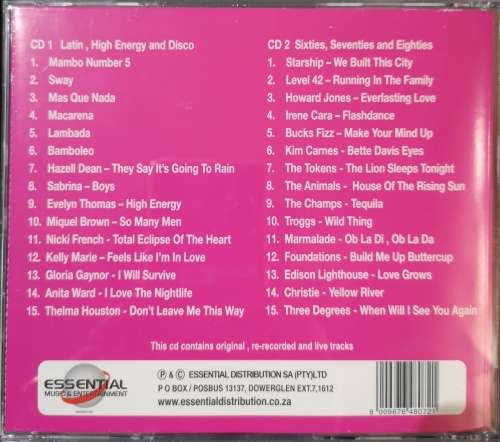 CD 1 Latin , High Energy and Disco
1. Mambo Number 5
2. Sway
3. Mas Que Nada
4. Macarena
5. Lambada
6. Bamboleo
7. Hazell Dean – They Say It's Going To Rain
8. Sabrina – Boys
9. Evelyn Thomas – High Energy
10. Miquel Brown – So Many Men
11. Nicki French - Total Eclipse Of The Heart
12. Kelly Marie – Feels Like I'm In Love
13. Gloria Gaynor - I Will Survive
14. Anita Ward - I Love The Nightlife
15. Thelma Houston - Don't Leave Me This Way
CD 2 Sixties, Seventies and Eighties
1. Starship – We Built This City
2. Level 42 – Running In The Family
3. Howard Jones – Everlasting Love
4. Irene Cara – Flashdance
5. Bucks Fizz – Make Your Mind Up
6. Kim Carnes - Bette Davis Eyes
7. The Tokens – The Lion Sleeps Tonight
8. The Animals - House Of The Rising Sun
9. The Champs - Tequila
10. Troggs - Wild Thing
11. Marmalade - Ob La Di , Ob La Da
12. Foundations – Build Me Up Buttercup
13. Edison Lighthouse - Love Grows
14. Christie - Yellow River
15. Three Degrees - When Will I See You Again
This cd contains original , re-recorded and live tracks
ESSENTIAL
MUSIC & ENTERTAINMENT
℗ & © ESSENTIAL DISTRIBUTION SA (PTY)LTD
P O BOX / POSBUS 13137, DOWERGLEN EXT.7,1612
www.essentialdistribution.co.za
6 009676 480223